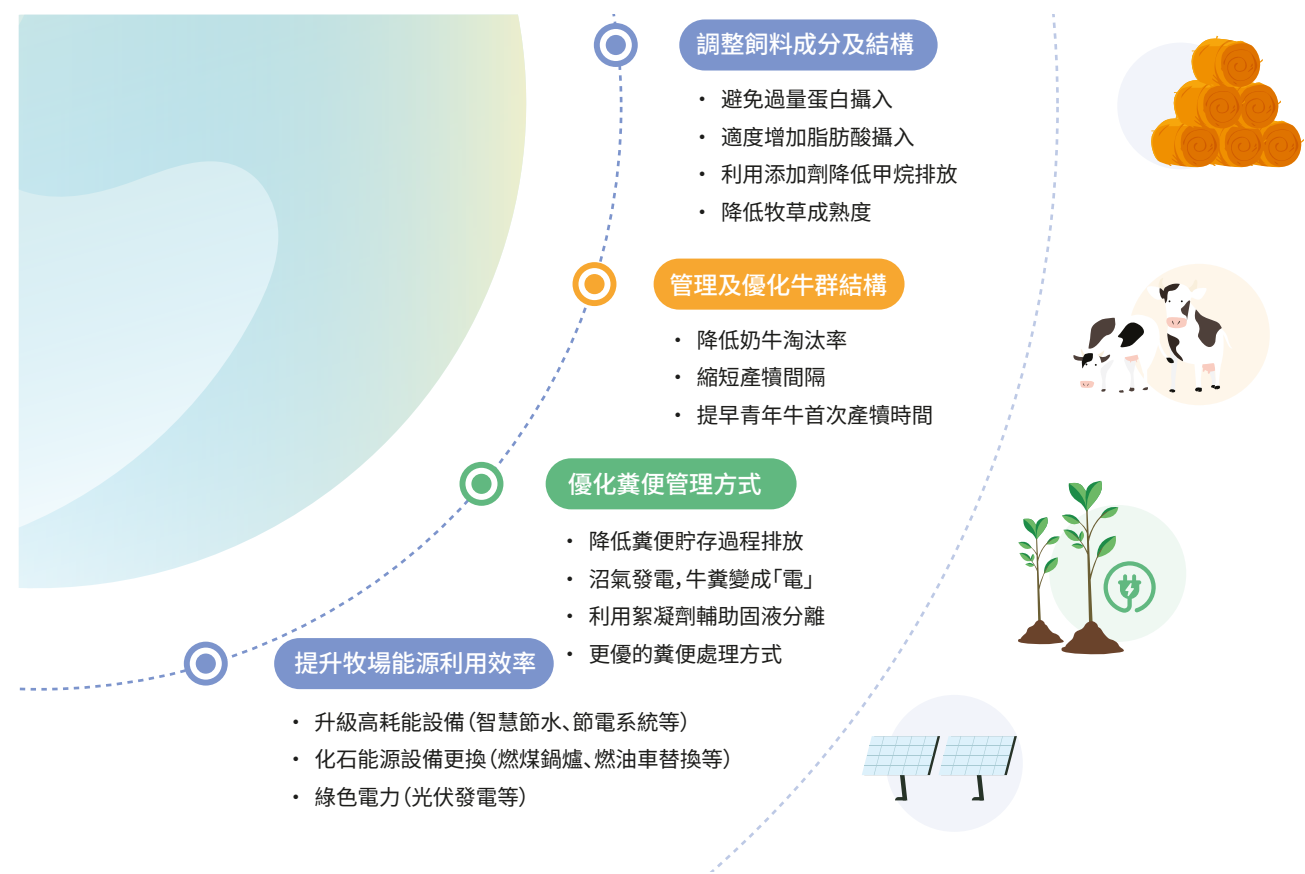 調整飼料成分及結構
・ 避免過量蛋白攝入
・ 適度增加脂肪酸攝入
・ 利用添加劑降低甲烷排放
・ 降低牧草成熟度
管理及優化牛群結構
・ 降低奶牛淘汰率
・ 縮短產犢間隔
・ 提早青年牛首次產犢時間
優化糞便管理方式
・ 降低糞便貯存過程排放
・ 沼氣發電，牛糞變成「電」
・ 利用絮凝劑輔助固液分離
・ 更優的糞便處理方式
提升牧場能源利用效率
・ 升級高耗能設備（智慧節水、節電系統等）
・ 化石能源設備更換（燃煤鍋爐、燃油車替換等）
・ 綠色電力（光伏發電等）